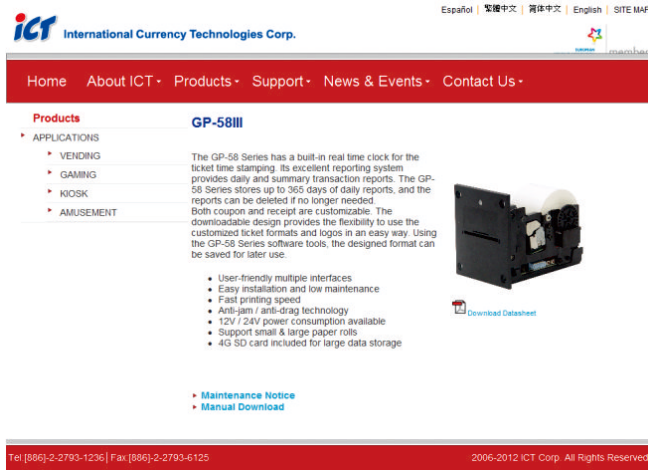 Español | 繁體中文 | 简体中文 | English | SITE MAP
ict International Currency Technologies Corp.
member
Home About ICT Products Support News & Events Contact Us
Products
APPLICATIONS
VENDING
GAMING
KIOSK
AMUSEMENT
GP-58III
The GP-58 Series has a built-in real time clock for the
ticket time stamping. Its excellent reporting system
provides daily and summary transaction reports. The GP-
58 Series stores up to 365 days of daily reports, and the
reports can be deleted if no longer needed.
Both coupon and receipt are customizable. The
downloadable design provides the flexibility to use the
customized ticket formats and logos in an easy way. Using
the GP-58 Series software tools, the designed format can
be saved for later use.
User-friendly multiple interfaces
Easy installation and low maintenance
Fast printing speed
Anti-jam / anti-drag technology
12V / 24V power consumption available
Support small & large paper rolls
4G SD card included for large data storage
Download Datasheet
Maintenance Notice
Manual Download
Tel:[886]-2-2793-1236| Fax:[886]-2-2793-6125
2006-2012 ICT Corp. All Rights Reserved